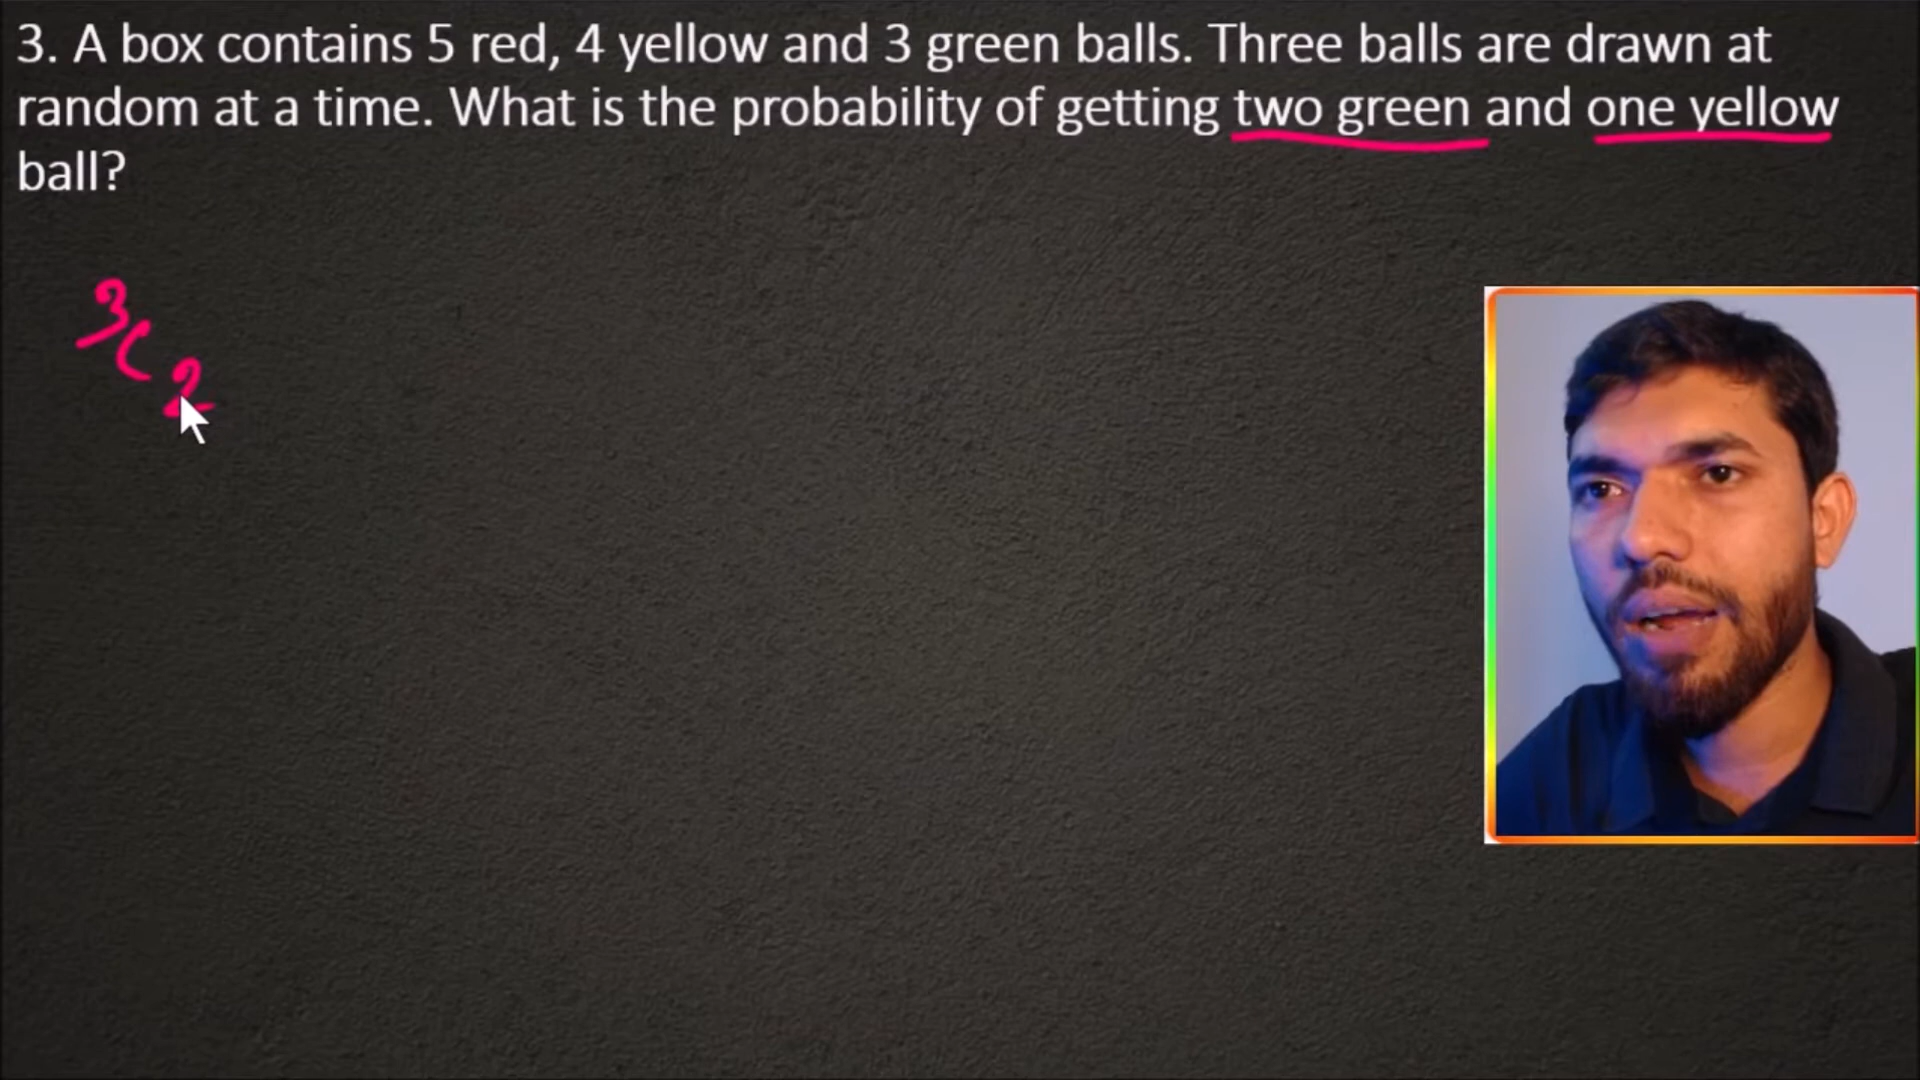 3. A box contains 5 red, 4 yellow and 3 green balls. Three balls are drawn at
random at a time. What is the probability of getting two green and one yellow
ball?
3C2